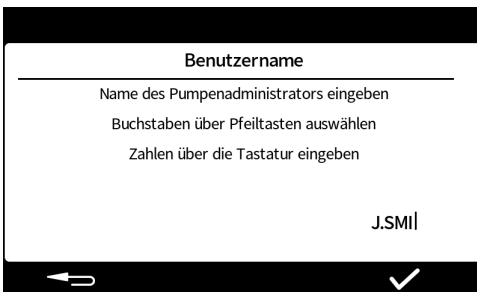 Benutzername
Name des Pumpenadministrators eingeben
Buchstaben über Pfeiltasten auswählen
Zahlen über die Tastatur eingeben
J.SMI